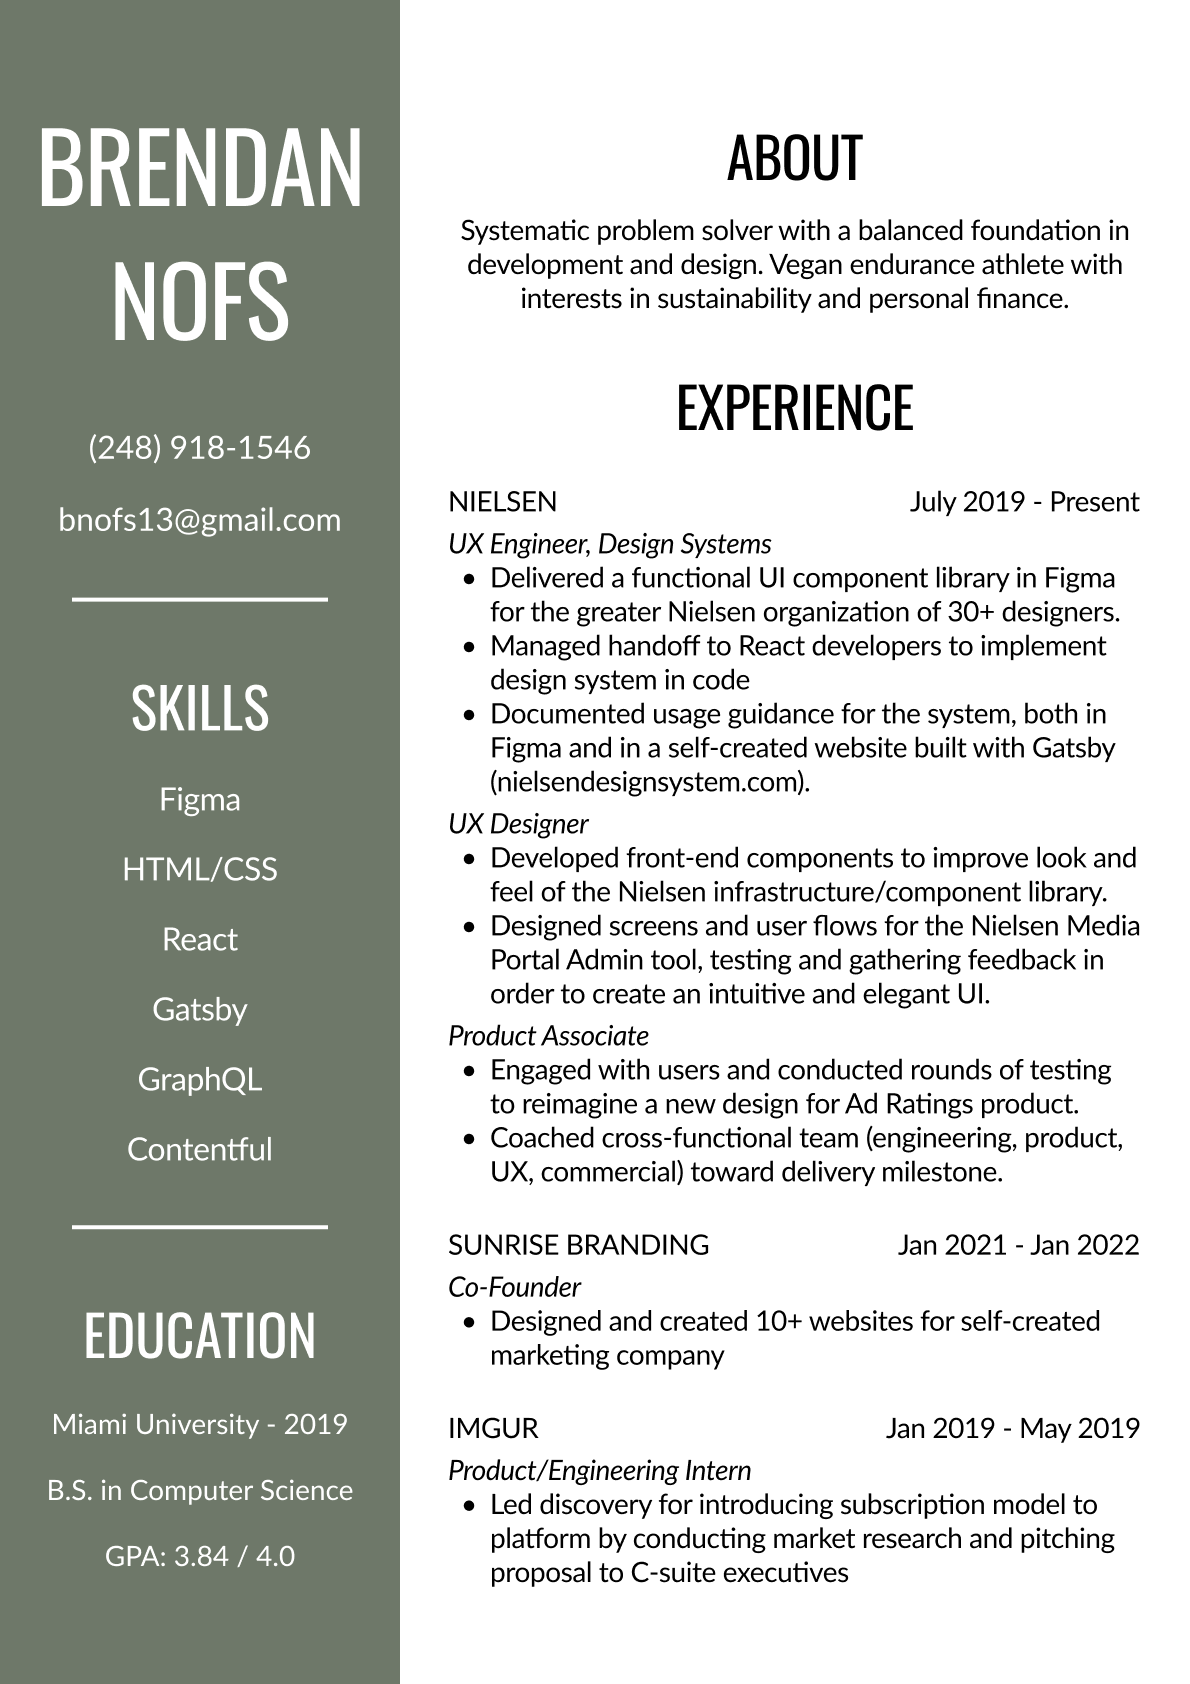 BRENDAN
NOFS
(248) 918-1546
bnofs13@gmail.com
SKILLS
Figma
HTML/CSS
React
Gatsby
GraphQL
Contentful
EDUCATION
Miami University - 2019
B.S. in Computer Science
GPA: 3.84 / 4.0
ABOUT
Systematic problem solver with a balanced foundation in
development and design. Vegan endurance athlete with
interests in sustainability and personal finance.
EXPERIENCE
NIELSEN July 2019 - Present
UX Engineer, Design Systems
• Delivered a functional UI component library in Figma
for the greater Nielsen organization of 30+ designers.
• Managed handoff to React developers to implement
design system in code
• Documented usage guidance for the system, both in
Figma and in a self-created website built with Gatsby
(nielsendesignsystem.com).
UX Designer
• Developed front-end components to improve look and
feel of the Nielsen infrastructure/component library.
• Designed screens and user flows for the Nielsen Media
Portal Admin tool, testing and gathering feedback in
order to create an intuitive and elegant UI.
Product Associate
• Engaged with users and conducted rounds of testing
to reimagine a new design for Ad Ratings product.
• Coached cross-functional team (engineering, product,
UX, commercial) toward delivery milestone.
SUNRISE BRANDING Jan 2021 - Jan 2022
Co-Founder
• Designed and created 10+ websites for self-created
marketing company
IMGUR Jan 2019 - May 2019
Product/Engineering Intern
• Led discovery for introducing subscription model to
platform by conducting market research and pitching
proposal to C-suite executives